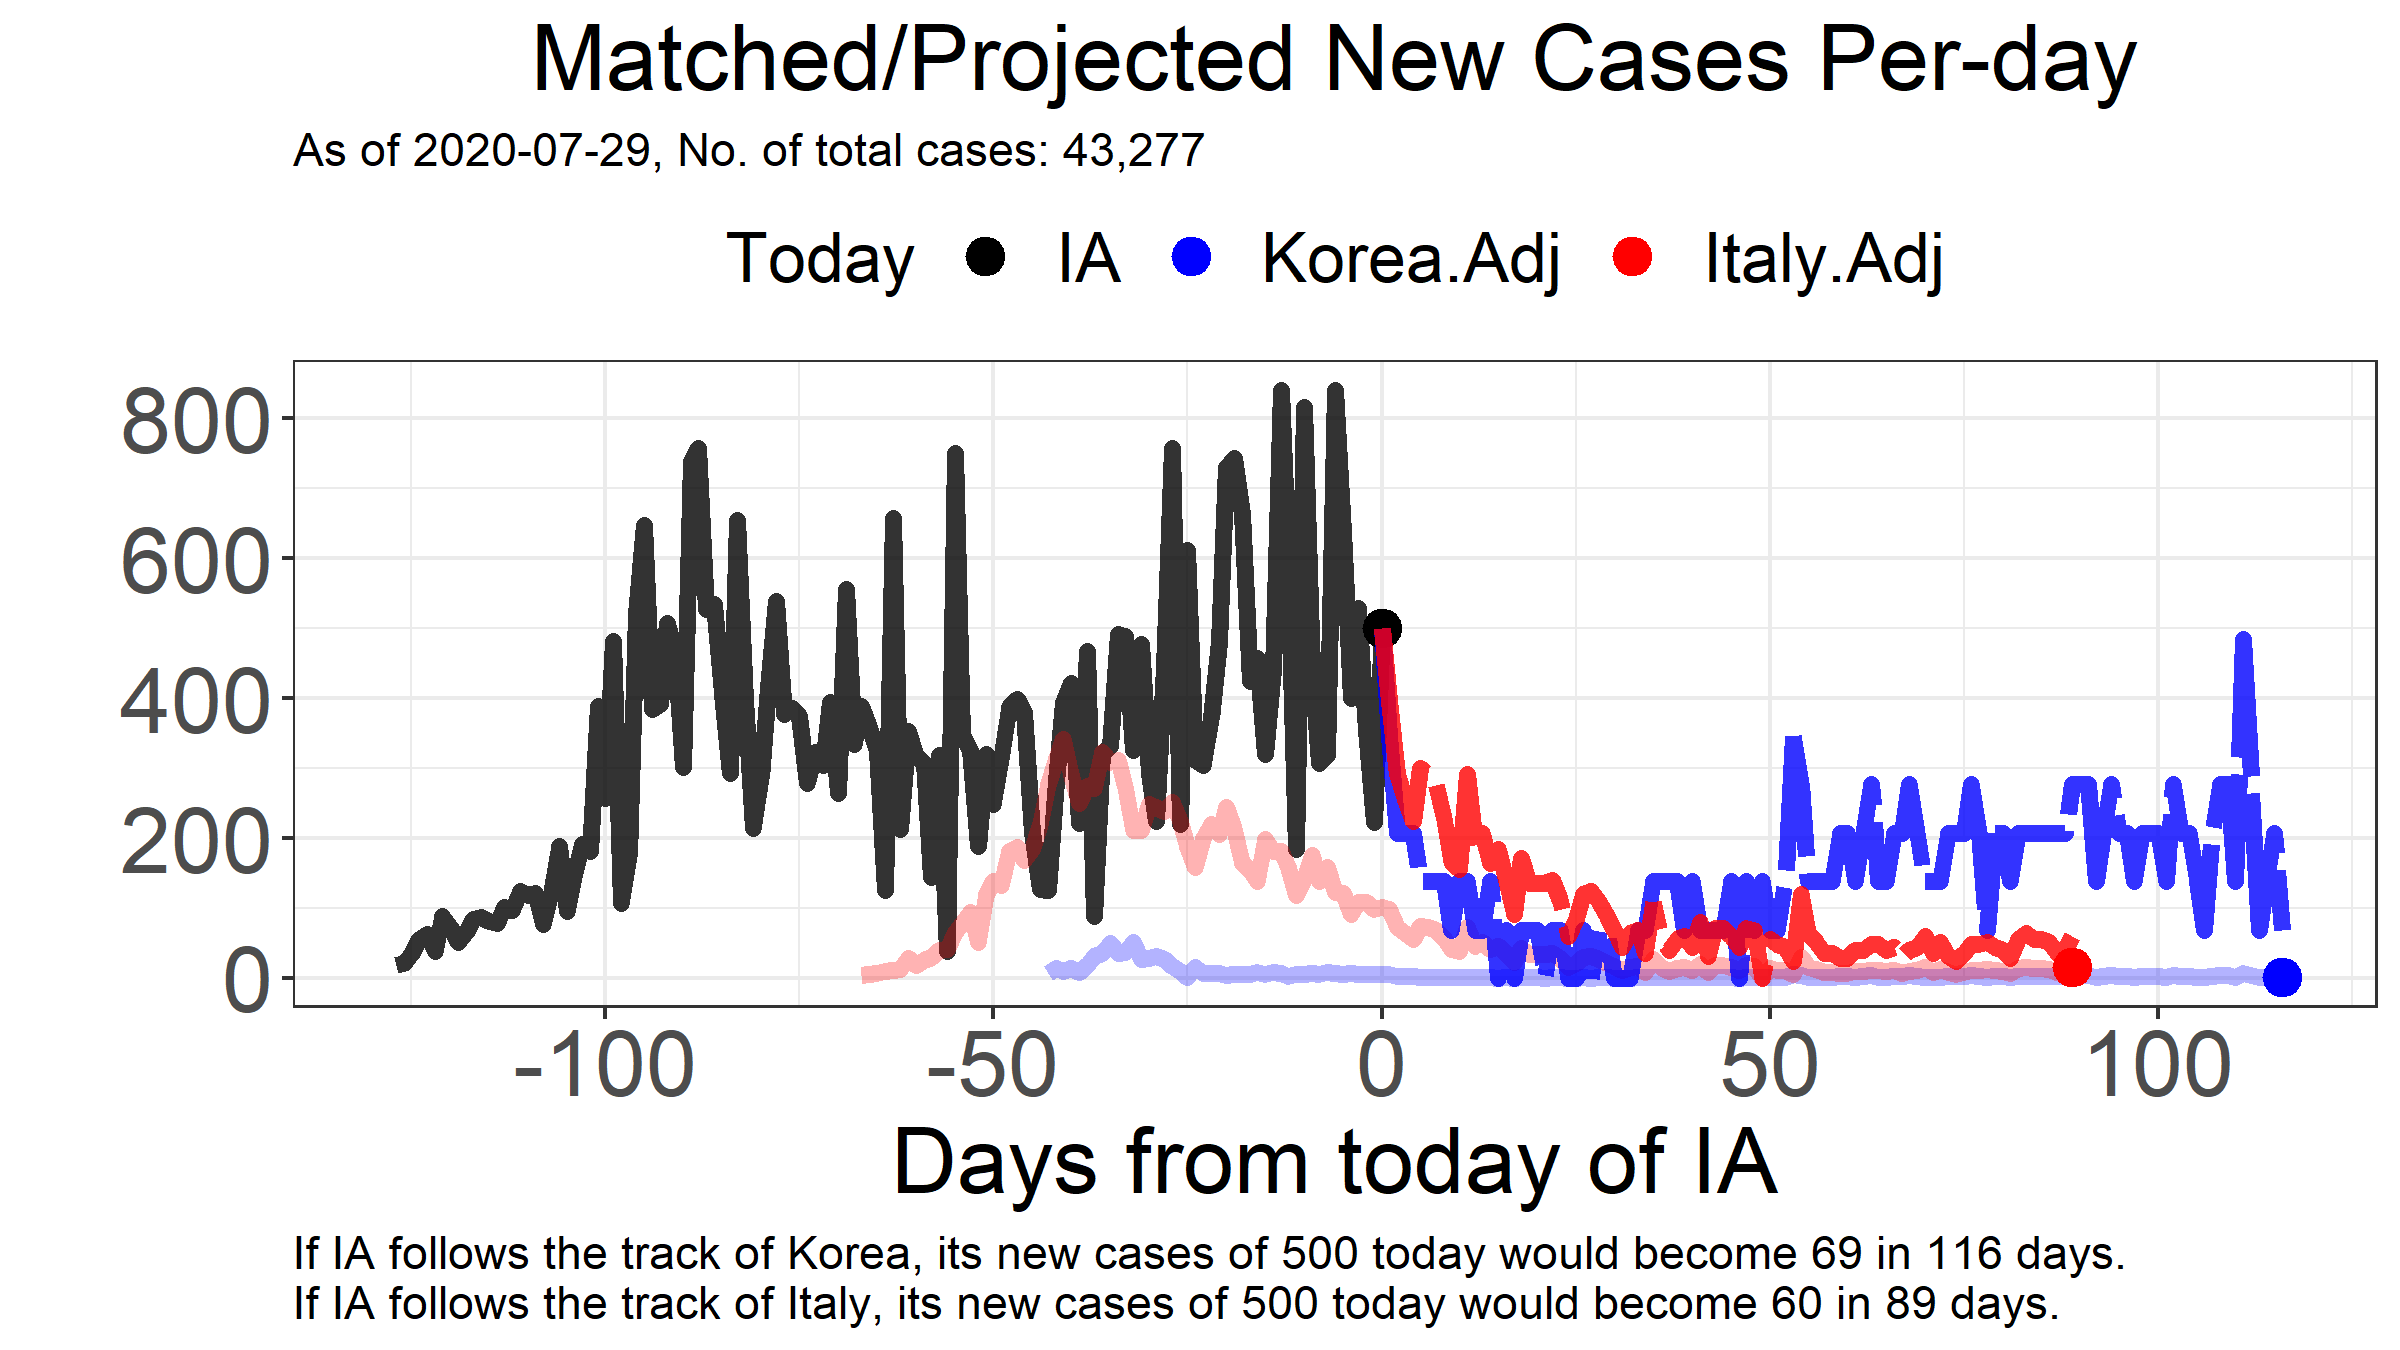 Matched/Projected New Cases Per-day
As of 2020-07-29, No. of total cases: 43,277
Today IA Korea.Adj Italy.Adj
800
600
400
200
0
-100 -50 0 50 100
Days from today of IA
If IA follows the track of Korea, its new cases of 500 today would become 69 in 116 days.
If IA follows the track of Italy, its new cases of 500 today would become 60 in 89 days.